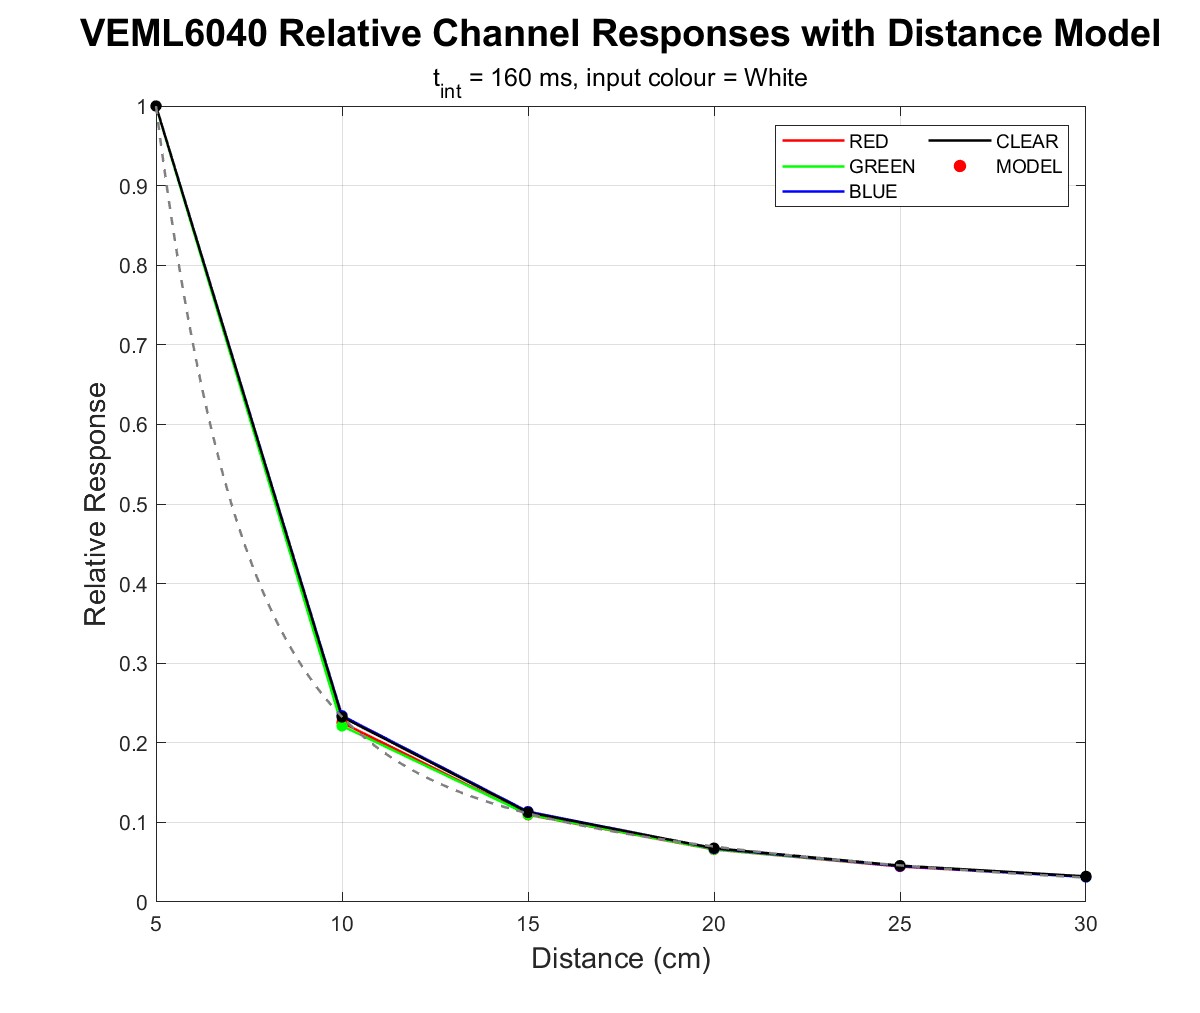 VEML6040 Relative Channel Responses with Distance Model
t_int = 160 ms, input colour = White
RED
GREEN
BLUE
CLEAR
MODEL
1
0.9
0.8
0.7
0.6
0.5
0.4
0.3
0.2
0.1
0
Relative Response
5 10 15 20 25 30
Distance (cm)